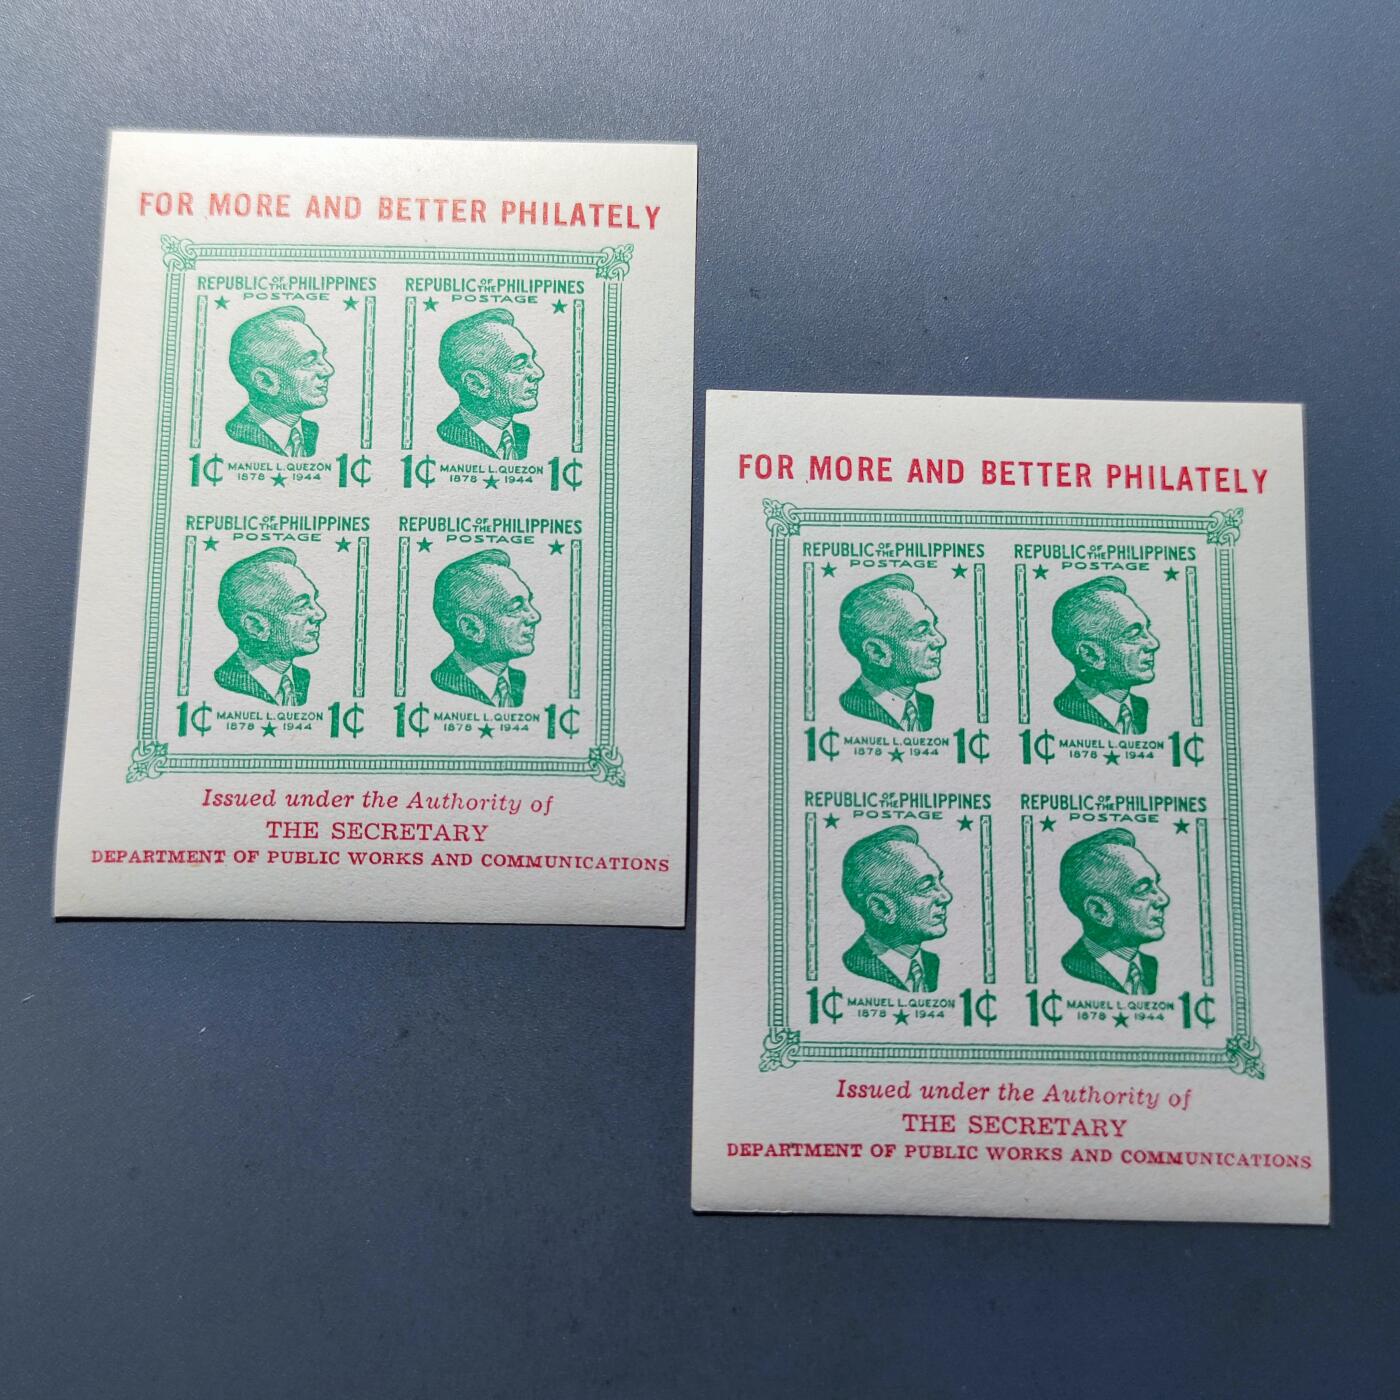 FOR MORE AND BETTER PHILATELY
REPUBLIC OF THE PHILIPPINES REPUBLIC OF THE PHILIPPINES
POSTAGE POSTAGE
1¢ MANUEL L. QUEZON 1¢ 1¢ MANUEL L. QUEZON 1¢
1878 ★ 1944 1878 ★ 1944
REPUBLIC OF THE PHILIPPINES REPUBLIC OF THE PHILIPPINES
POSTAGE POSTAGE
1¢ MANUEL L. QUEZON 1¢ 1¢ MANUEL L. QUEZON 1¢
1878 ★ 1944 1878 ★ 1944
Issued under the Authority of
THE SECRETARY
DEPARTMENT OF PUBLIC WORKS AND COMMUNICATIONS
FOR MORE AND BETTER PHILATELY
REPUBLIC OF THE PHILIPPINES REPUBLIC OF THE PHILIPPINES
POSTAGE POSTAGE
1¢ MANUEL L. QUEZON 1¢ 1¢ MANUEL L. QUEZON 1¢
1878 ★ 1944 1878 ★ 1944
REPUBLIC OF THE PHILIPPINES REPUBLIC OF THE PHILIPPINES
POSTAGE POSTAGE
1¢ MANUEL L. QUEZON 1¢ 1¢ MANUEL L. QUEZON 1¢
1878 ★ 1944 1878 ★ 1944
Issued under the Authority of
THE SECRETARY
DEPARTMENT OF PUBLIC WORKS AND COMMUNICATIONS